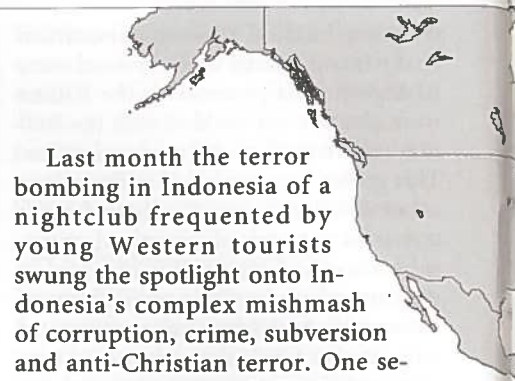 Last month the terror
bombing in Indonesia of a
nightclub frequented by
young Western tourists
swung the spotlight onto In-
donesia's complex mishmash
of corruption, crime, subversion
and anti-Christian terror. One se-